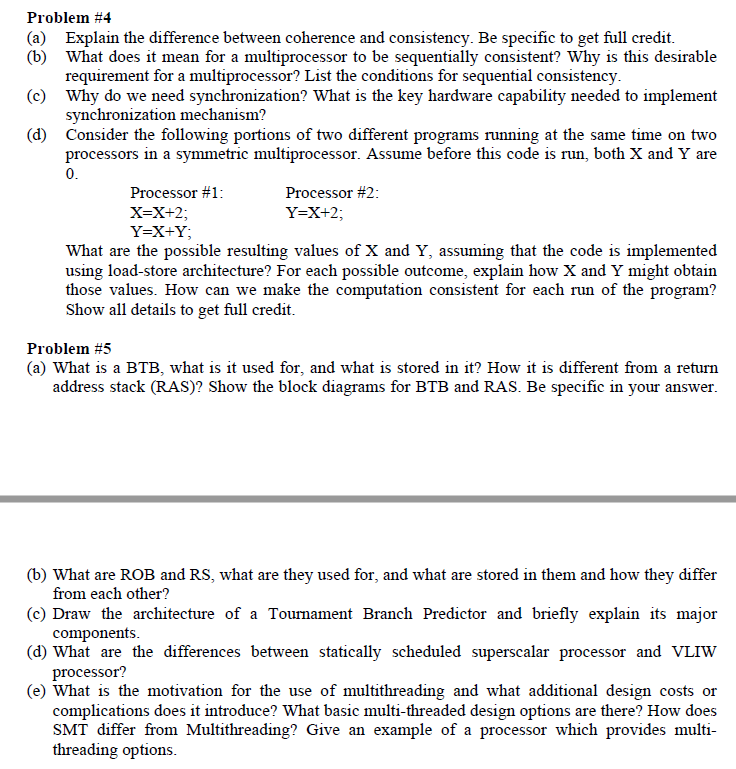 Problem #4
(a) Explain the difference between coherence and consistency. Be specific to get full credit.
(b) What does it mean for a multiprocessor to be sequentially consistent? Why is this desirable
requirement for a multiprocessor? List the conditions for sequential consistency.
(c) Why do we need synchronization? What is the key hardware capability needed to implement
synchronization mechanism?
(d) Consider the following portions of two different programs running at the same time on two
processors in a symmetric multiprocessor. Assume before this code is run, both X and Y are
0.
Processor #1: Processor #2:
X=X+2; Y=X+2;
Y=X+Y;
What are the possible resulting values of X and Y, assuming that the code is implemented
using load-store architecture? For each possible outcome, explain how X and Y might obtain
those values. How can we make the computation consistent for each run of the program?
Show all details to get full credit.
Problem #5
(a) What is a BTB, what is it used for, and what is stored in it? How it is different from a return
address stack (RAS)? Show the block diagrams for BTB and RAS. Be specific in your answer.
(b) What are ROB and RS, what are they used for, and what are stored in them and how they differ
from each other?
(c) Draw the architecture of a Tournament Branch Predictor and briefly explain its major
components.
(d) What are the differences between statically scheduled superscalar processor and VLIW
processor?
(e) What is the motivation for the use of multithreading and what additional design costs or
complications does it introduce? What basic multi-threaded design options are there? How does
SMT differ from Multithreading? Give an example of a processor which provides multi-
threading options.